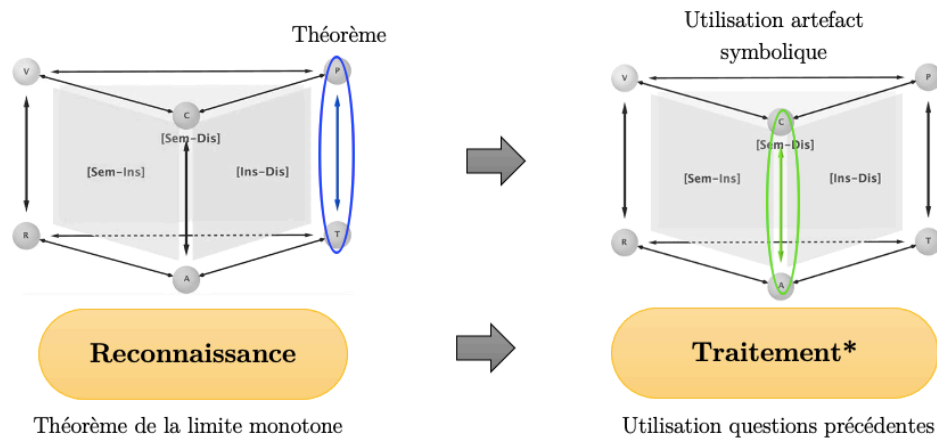 Théorème
V
P
C
[Sem-Dis]
[Sem-Ins]
[Ins-Dis]
R
T
A
Reconnaissance
Théorème de la limite monotone
Utilisation artefact
symbolique
V
P
C
[Sem-Dis]
[Sem-Ins]
[Ins-Dis]
R
T
A
Traitement*
Utilisation questions précédentes